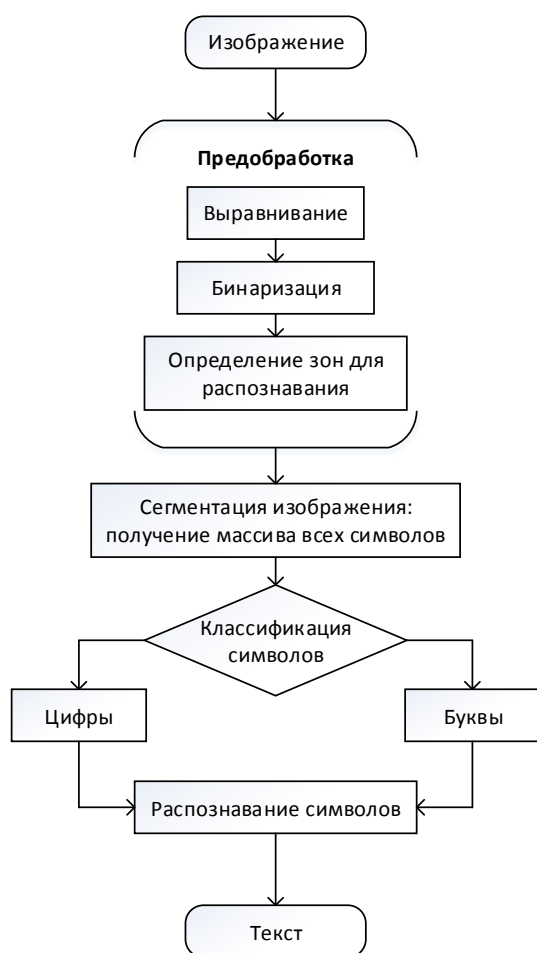 Изображение
Предобработка
Выравнивание
Бинаризация
Определение зон для
распознавания
Сегментация изображения:
получение массива всех символов
Классификация
символов
Цифры
Буквы
Распознавание символов
Текст